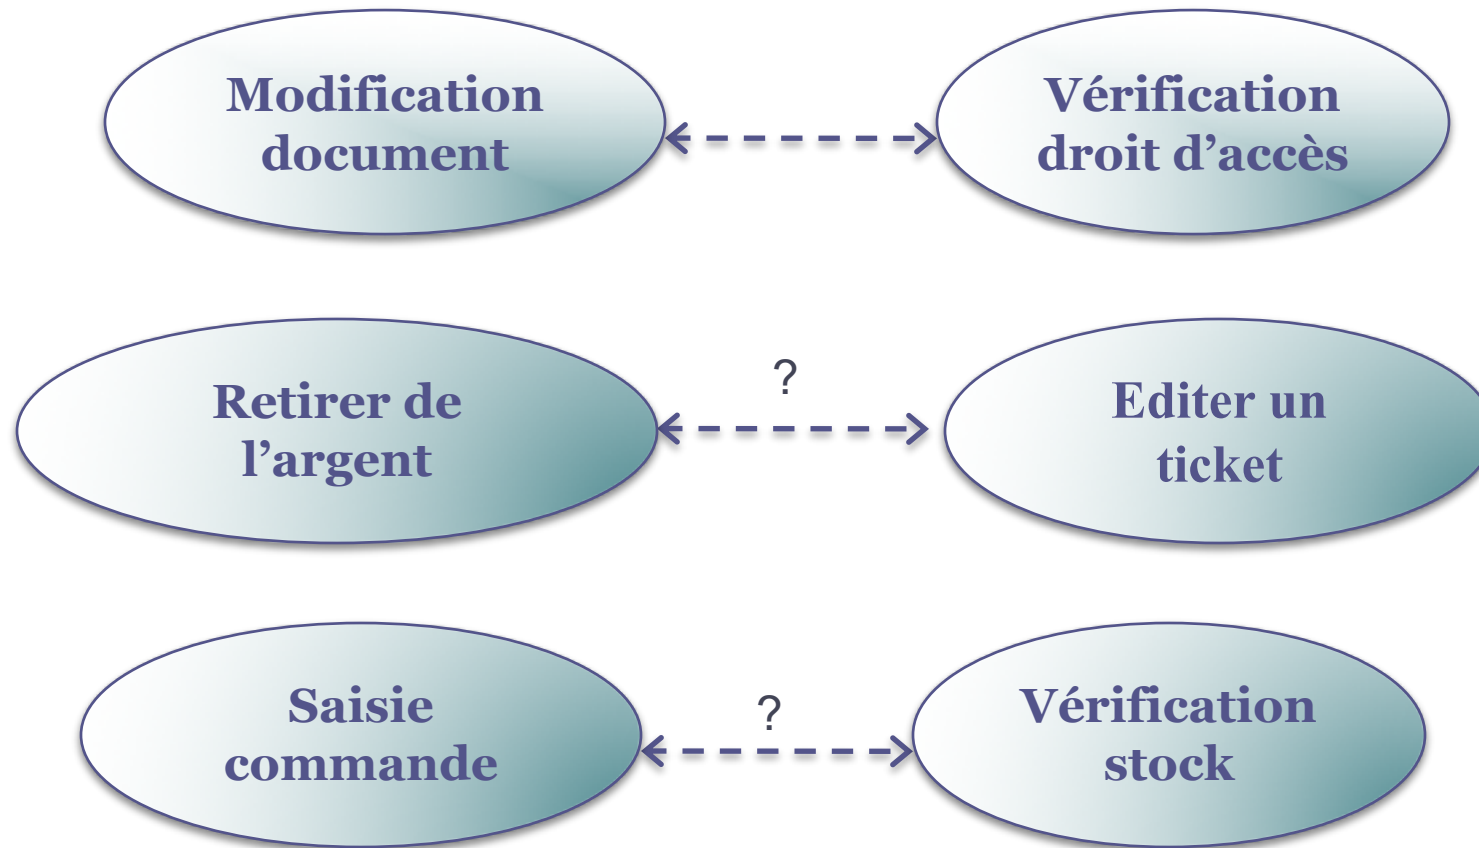 Modification
document
Vérification
droit d’accès
Retirer de
l’argent
?
Editer un
ticket
Saisie
commande
?
Vérification
stock